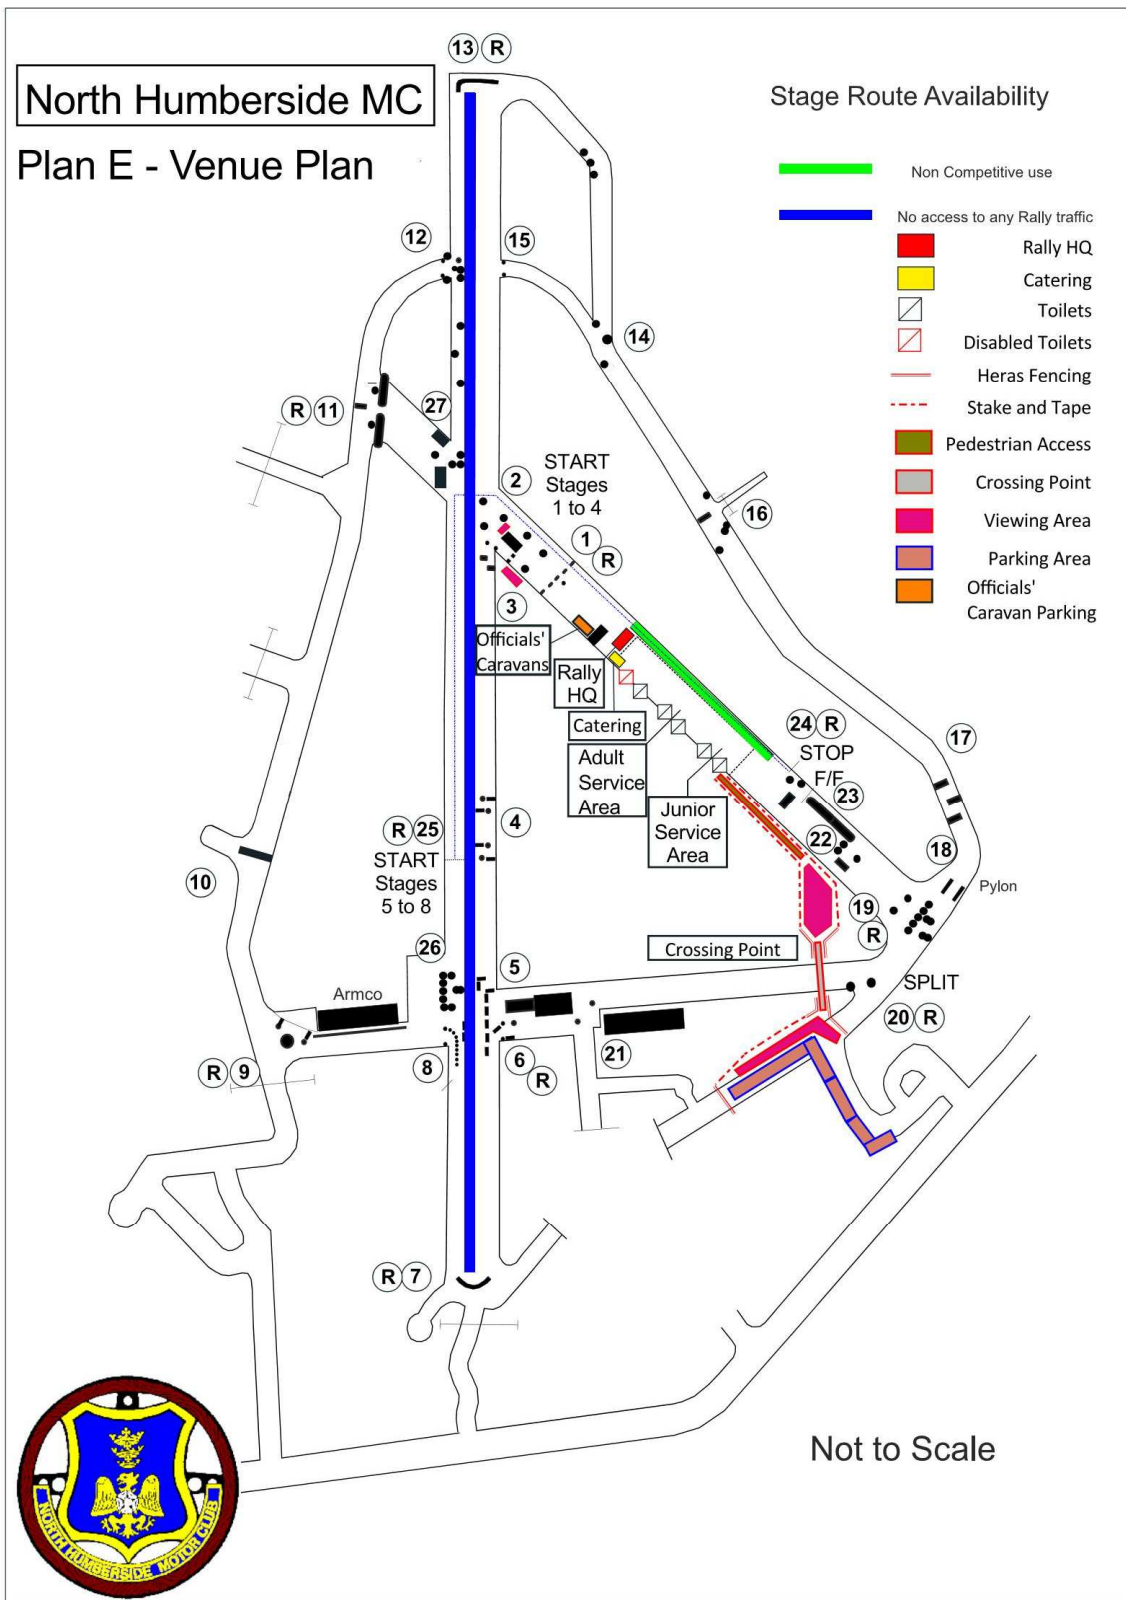 13 R
North Humberside MC
Plan E - Venue Plan
Stage Route Availability
Non Competitive use
No access to any Rally traffic
Rally HQ
Catering
Toilets
Disabled Toilets
Heras Fencing
Stake and Tape
Pedestrian Access
Crossing Point
Viewing Area
Parking Area
Officials'
Caravan Parking
12
15
14
R 11
27
2
START
Stages
1 to 4
1
R
16
3
Officials'
Caravans
Rally
HQ
Catering
Adult
Service
Area
Junior
Service
Area
24 R
STOP
F/F
17
23
22
18
Pylon
19
R
4
R 25
START
Stages
5 to 8
10
26
Crossing Point
5
SPLIT
20 R
Armco
R 9
8
6
R
21
R 7
Not to Scale
NORTH HUMBERSIDE MOTOR CLUB